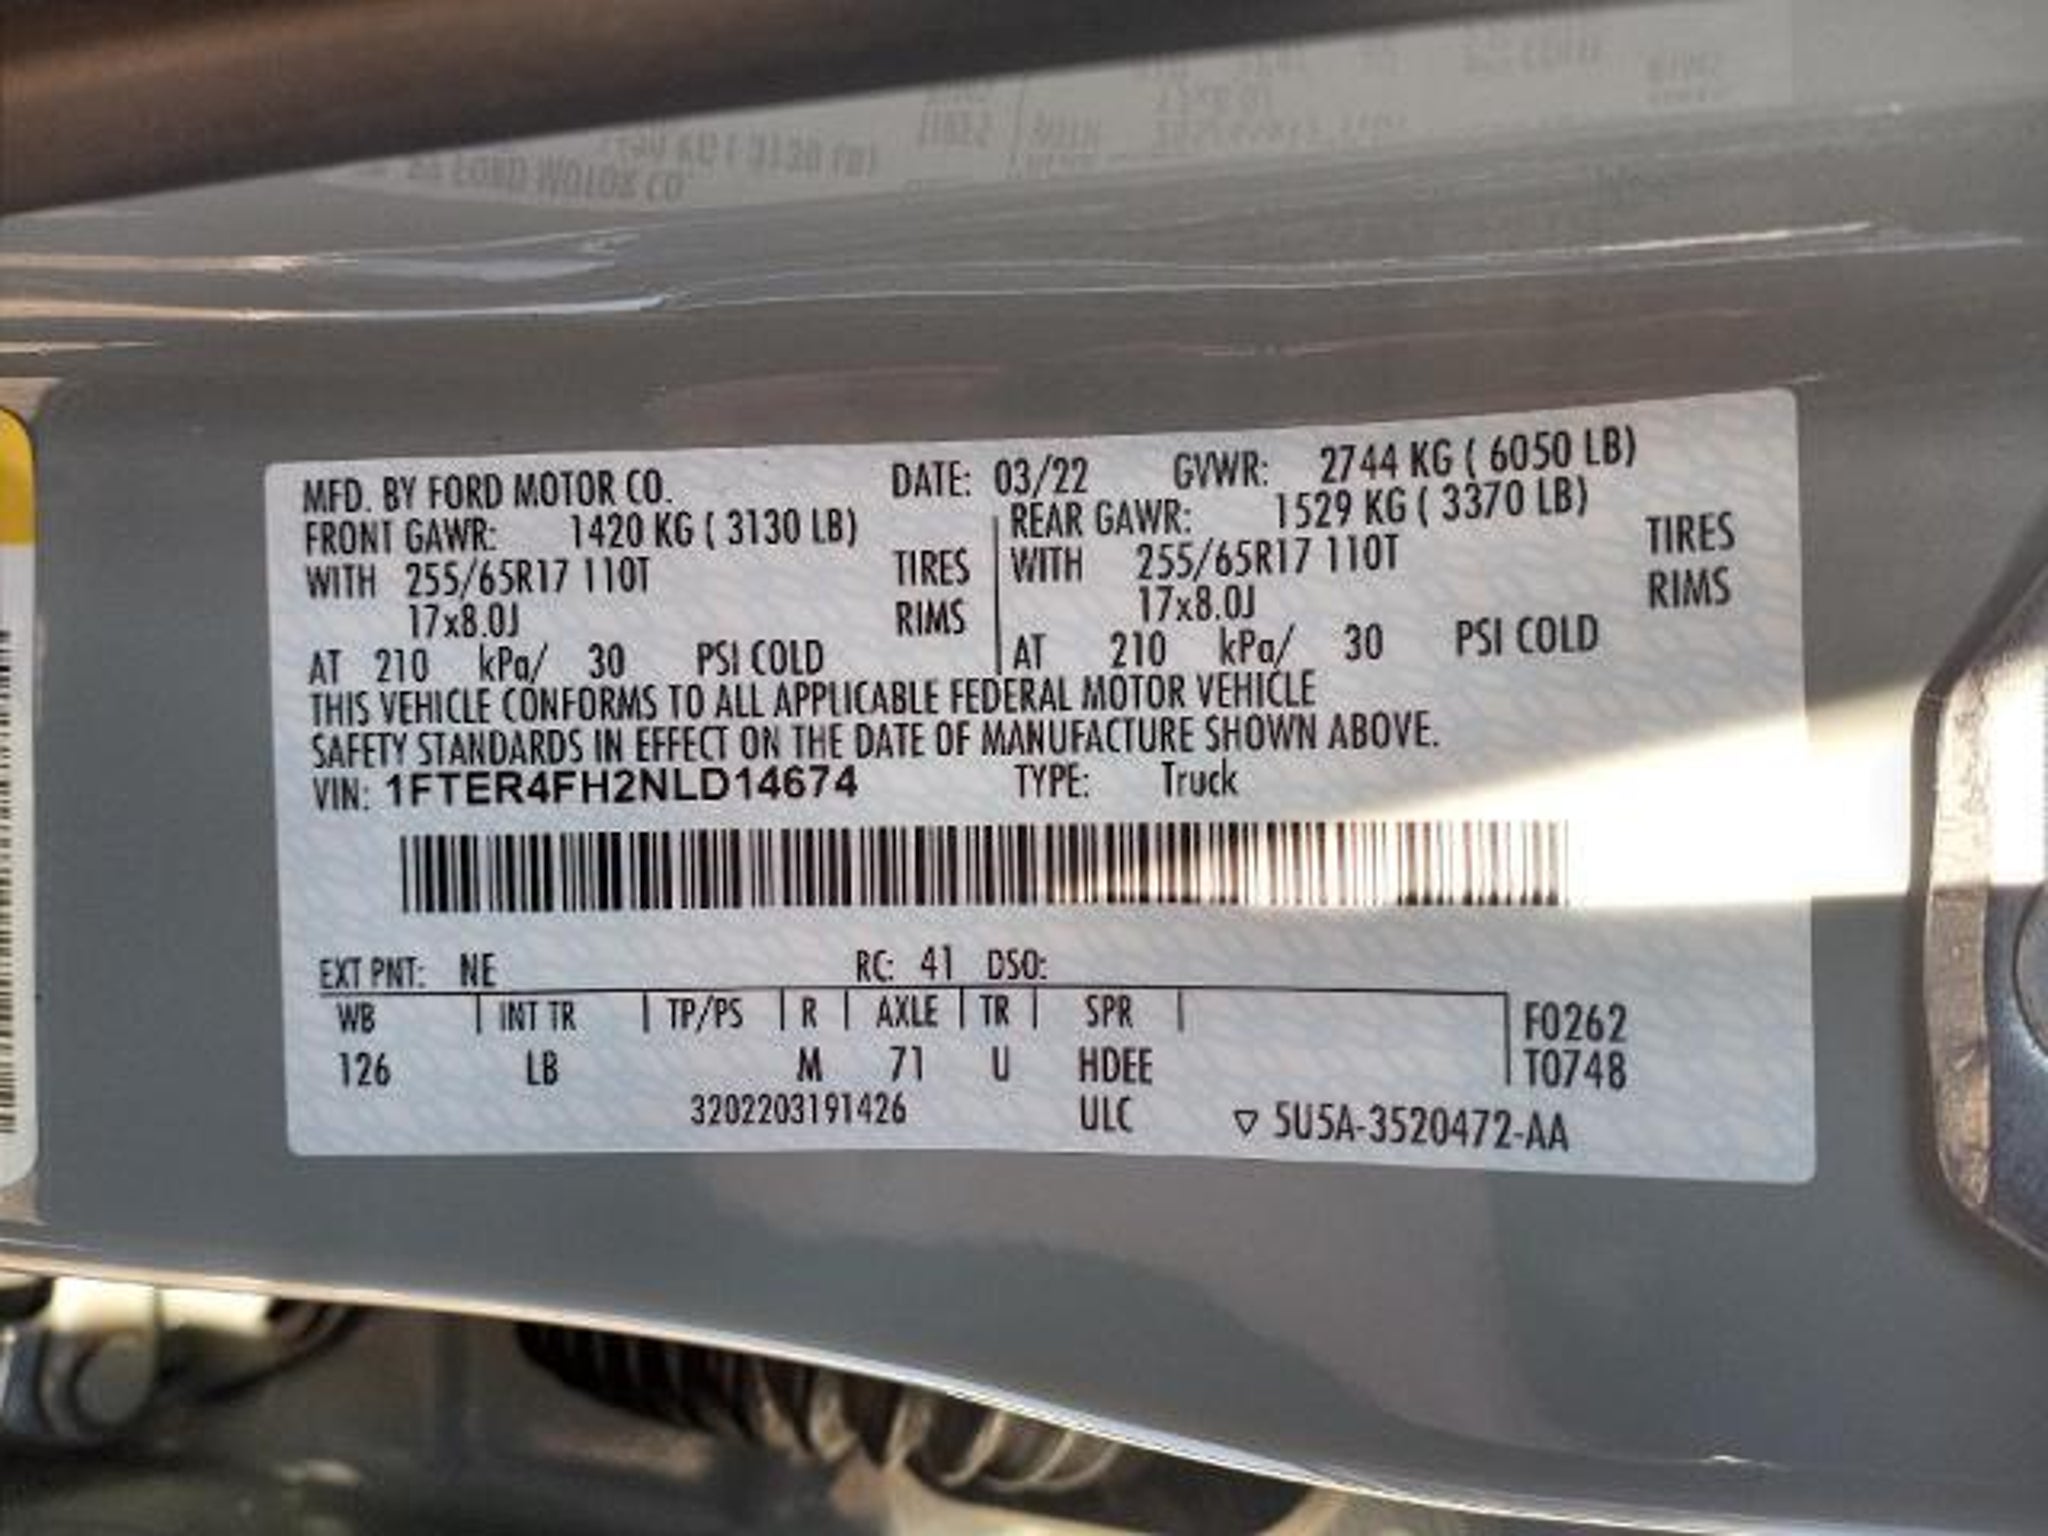 MFD. BY FORD MOTOR CO. DATE: 03/22 GVWR: 2744 KG ( 6050 LB)
FRONT GAWR: 1420 KG ( 3130 LB) REAR GAWR: 1529 KG ( 3370 LB)
WITH 255/65R17 110T TIRES WITH 255/65R17 110T TIRES
17x8.0J RIMS 17x8.0J RIMS
AT 210 kPa/ 30 PSI COLD AT 210 kPa/ 30 PSI COLD
THIS VEHICLE CONFORMS TO ALL APPLICABLE FEDERAL MOTOR VEHICLE
SAFETY STANDARDS IN EFFECT ON THE DATE OF MANUFACTURE SHOWN ABOVE.
VIN: 1FTER4FH2NLD14674 TYPE: Truck
EXT PNT: NE RC: 41 DSO:
WB INT TR TP/PS R AXLE TR SPR F0262
126 LB M 71 U HDEE T0748
3202203191426 ULC ▽ 5U5A-3520472-AA